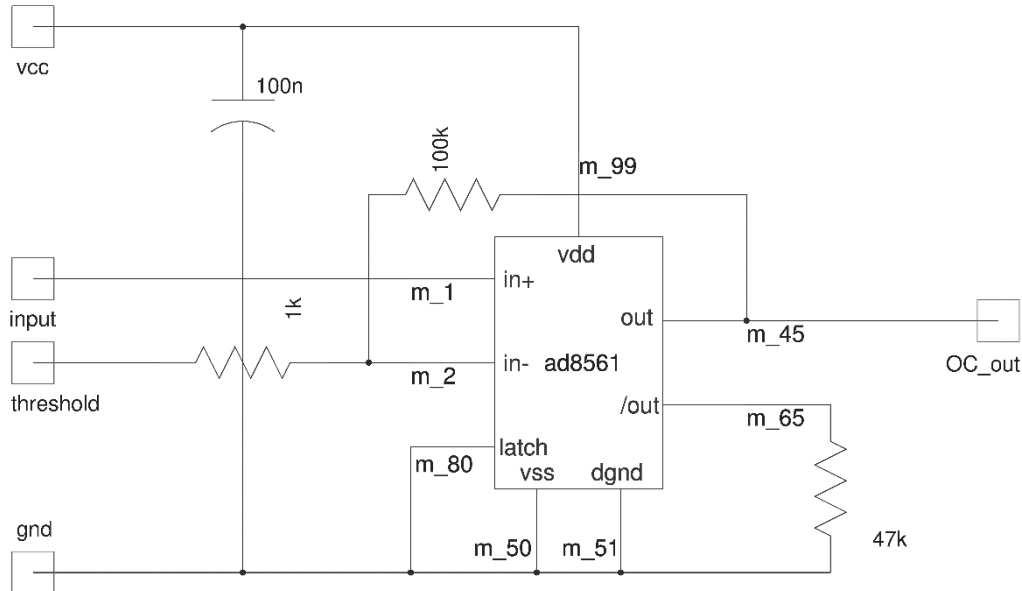 vcc
100n
100k
m_99
vdd
in+
m_1
input
1k
out
m_45
OC_out
in-
ad8561
m_2
threshold
/out
m_65
latch
m_80
vss
dgnd
gnd
m_50
m_51
47k